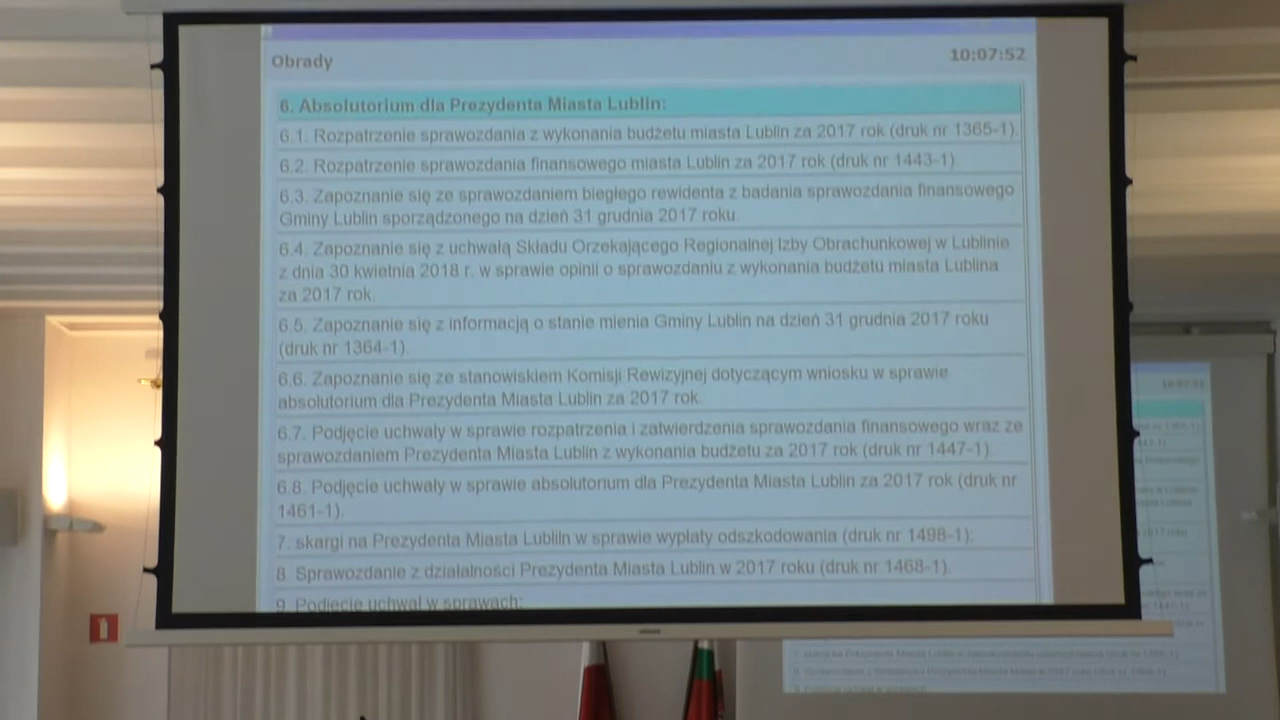 Obrady
10:07:52
6. Absolutorium dla Prezydenta Miasta Lublin:
6.1. Rozpatrzenie sprawozdania z wykonania budżetu miasta Lublin za 2017 rok (druk nr 1365-1).
6.2. Rozpatrzenie sprawozdania finansowego miasta Lublin za 2017 rok (druk nr 1443-1).
6.3. Zapoznanie się ze sprawozdaniem biegłego rewidenta z badania sprawozdania finansowego
Gminy Lublin sporządzonego na dzień 31 grudnia 2017 roku.
6.4. Zapoznanie się z uchwałą Składu Orzekającego Regionalnej Izby Obrachunkowej w Lublinie
z dnia 30 kwietnia 2018 r. w sprawie opinii o sprawozdaniu z wykonania budżetu miasta Lublina
za 2017 rok.
6.5. Zapoznanie się z informacją o stanie mienia Gminy Lublin na dzień 31 grudnia 2017 roku
(druk nr 1364-1).
6.6. Zapoznanie się ze stanowiskiem Komisji Rewizyjnej dotyczącym wniosku w sprawie
absolutorium dla Prezydenta Miasta Lublin za 2017 rok.
6.7. Podjęcie uchwały w sprawie rozpatrzenia i zatwierdzenia sprawozdania finansowego wraz ze
sprawozdaniem Prezydenta Miasta Lublin z wykonania budżetu za 2017 rok (druk nr 1447-1).
6.8. Podjęcie uchwały w sprawie absolutorium dla Prezydenta Miasta Lublin za 2017 rok (druk nr
1461-1).
7. skargi na Prezydenta Miasta Lubliin w sprawie wypłaty odszkodowania (druk nr 1498-1);
8. Sprawozdanie z działalności Prezydenta Miasta Lublin w 2017 roku (druk nr 1468-1).
9. Podjęcie uchwał w sprawach: